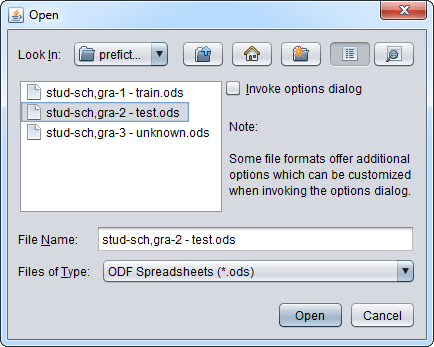 Open
Look In: prefict...
stud-sch,gra-1 - train.ods
stud-sch,gra-2 - test.ods
stud-sch,gra-3 - unknown.ods
Invoke options dialog
Note:
Some file formats offer additional
options which can be customized
when invoking the options dialog.
File Name: stud-sch,gra-2 - test.ods
Files of Type: ODF Spreadsheets (*.ods)
Open Cancel